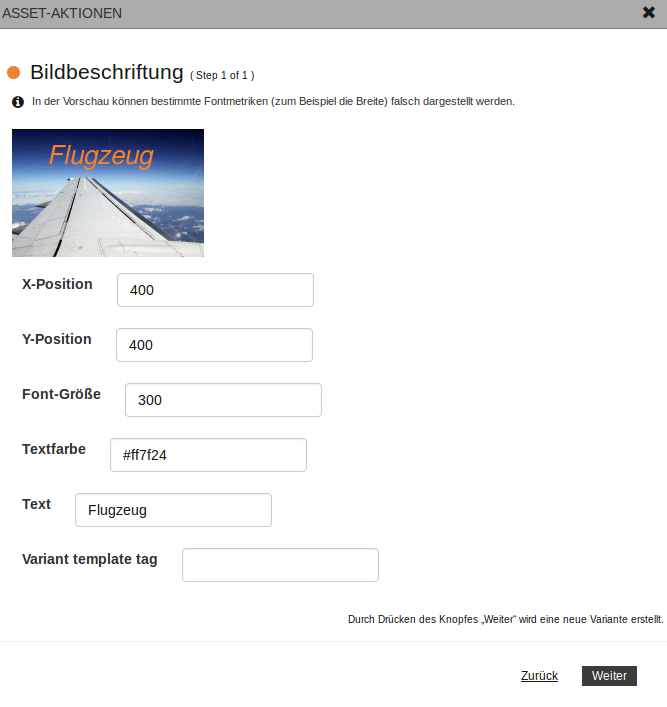 ASSET-AKTIONEN
Bildbeschriftung ( Step 1 of 1 )
In der Vorschau können bestimmte Fontmetriken (zum Beispiel die Breite) falsch dargestellt werden.
Flugzeug
X-Position 400
Y-Position 400
Font-Größe 300
Textfarbe #ff7f24
Text Flugzeug
Variant template tag
Durch Drücken des Knopfes „Weiter“ wird eine neue Variante erstellt.
Zurück Weiter